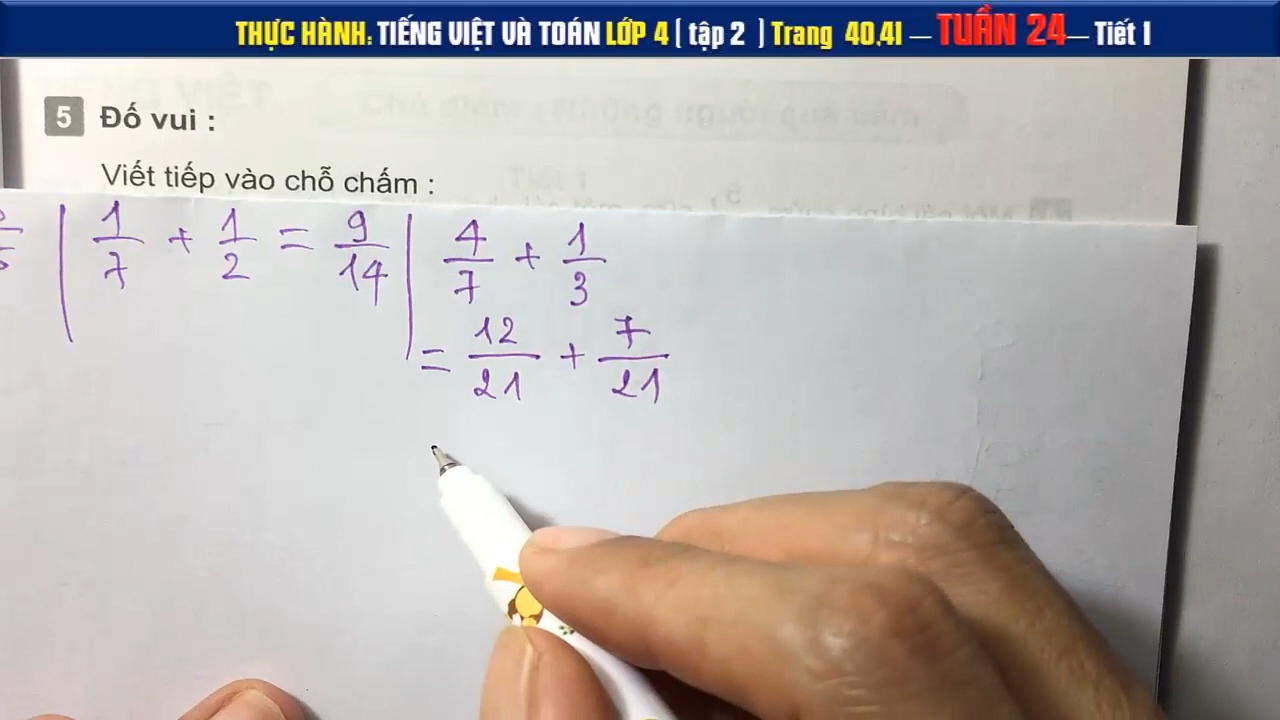 THỰC HÀNH: TIẾNG VIỆT VÀ TOÁN LỚP 4 ( tập 2 ) Trang 40,41 – TUẦN 24 – Tiết 1
5 Đố vui :
Viết tiếp vào chỗ chấm :
1/7 + 1/2 = 9/14 | 4/7 + 1/3
= 12/21 + 7/21